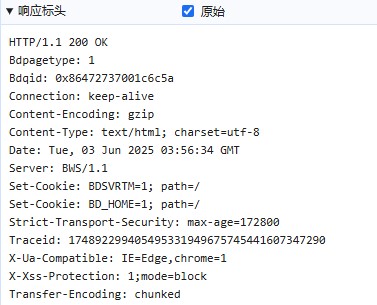 响应标头 原始
HTTP/1.1 200 OK
Bdpagetype: 1
Bdqid: 0x86472737001c6c5a
Connection: keep-alive
Content-Encoding: gzip
Content-Type: text/html; charset=utf-8
Date: Tue, 03 Jun 2025 03:56:34 GMT
Server: BWS/1.1
Set-Cookie: BDSVRTM=1; path=/
Set-Cookie: BD_HOME=1; path=/
Strict-Transport-Security: max-age=172800
Traceid: 1748922994054953319496757454416073472​90
X-Ua-Compatible: IE=Edge,chrome=1
X-Xss-Protection: 1;mode=block
Transfer-Encoding: chunked